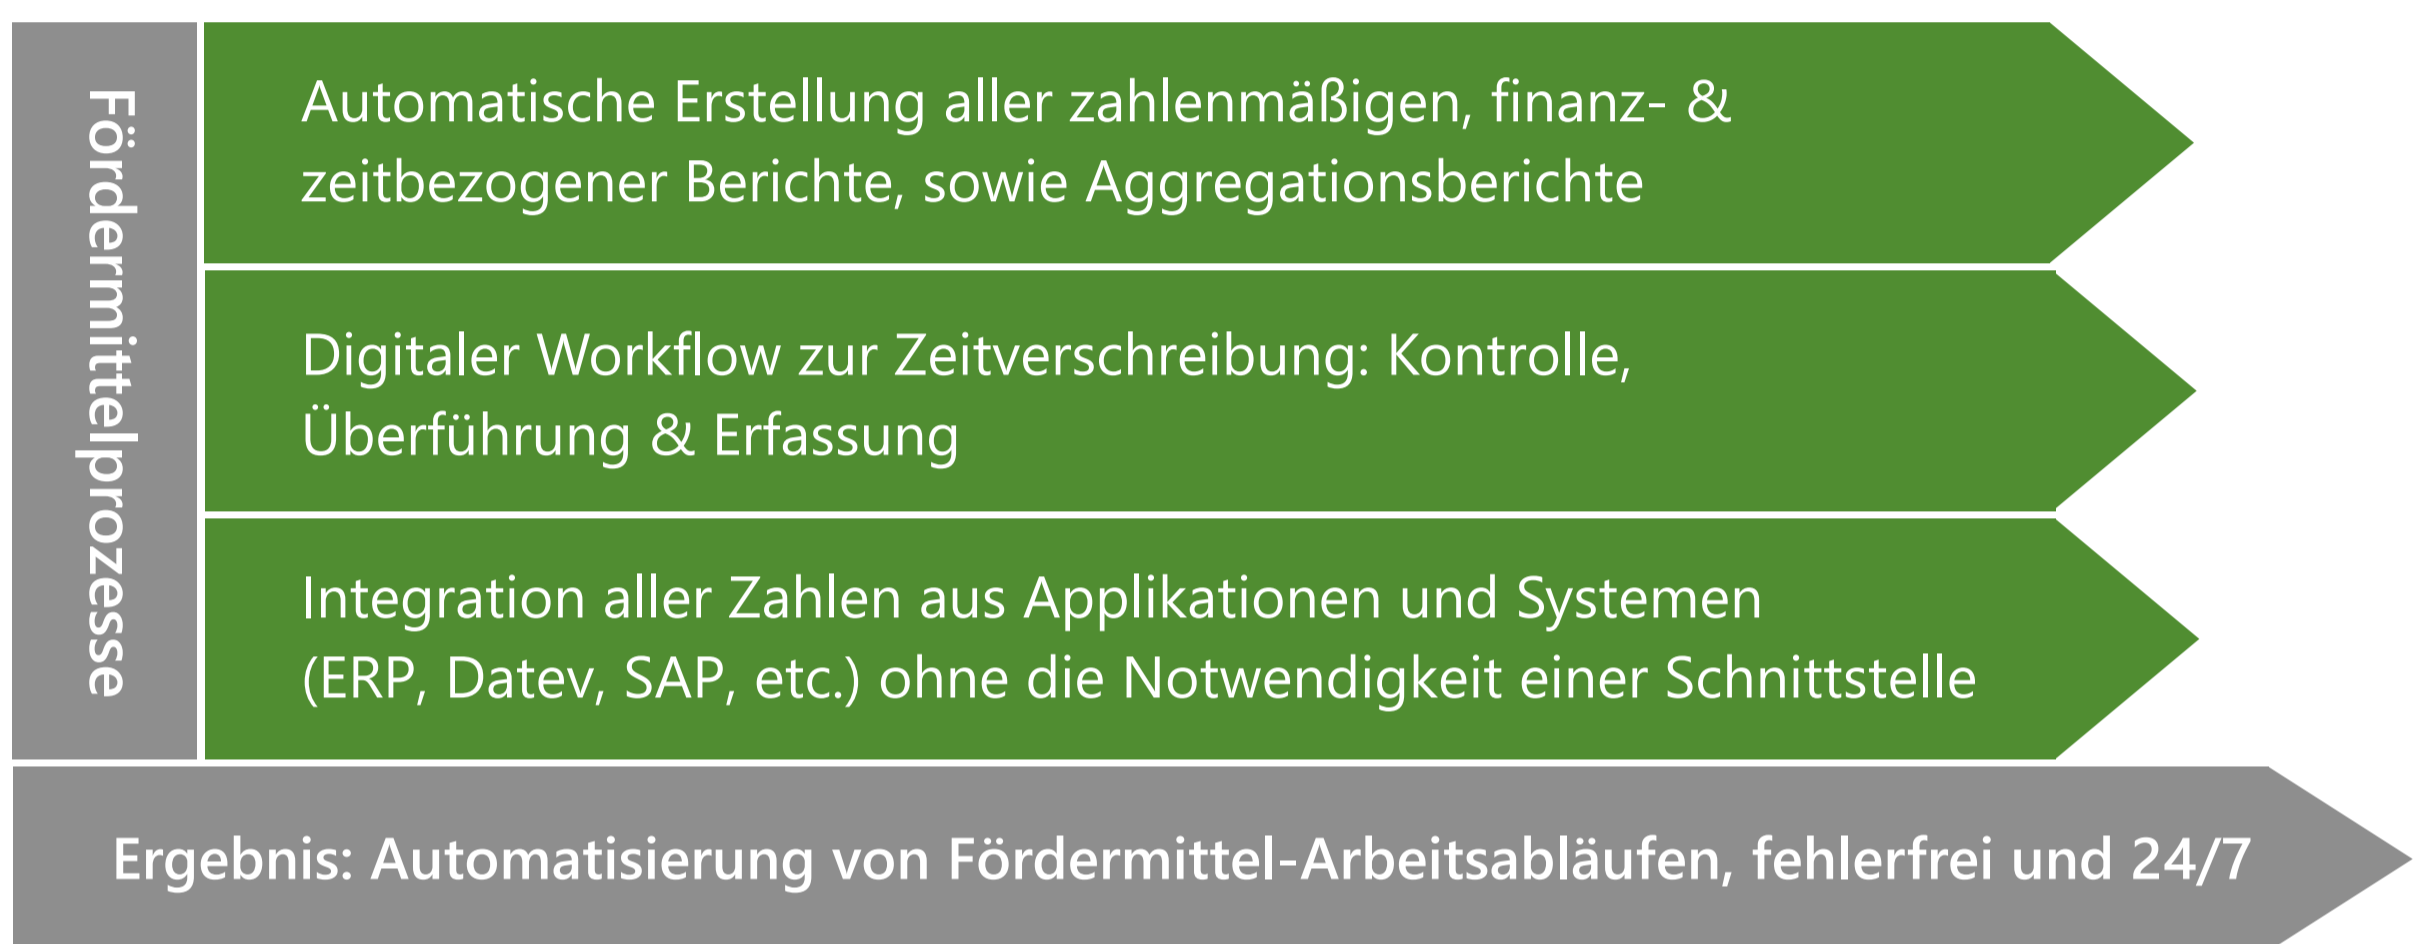 Fördermittelprozesse
Automatische Erstellung aller zahlenmäßigen, finanz- &
zeitbezogener Berichte, sowie Aggregationsberichte
Digitaler Workflow zur Zeitverschreibung: Kontrolle,
Überführung & Erfassung
Integration aller Zahlen aus Applikationen und Systemen
(ERP, Datev, SAP, etc.) ohne die Notwendigkeit einer Schnittstelle
Ergebnis: Automatisierung von Fördermittel-Arbeitsabläufen, fehlerfrei und 24/7